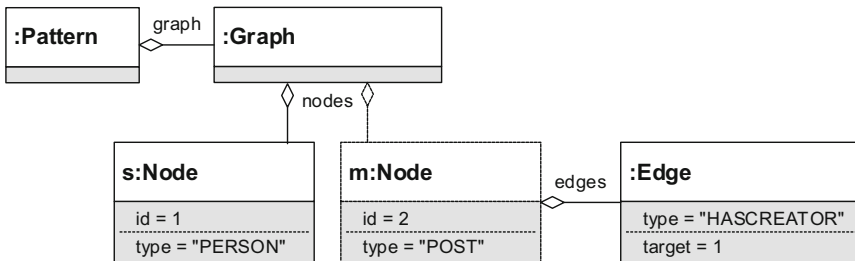 graph
:Pattern
:Graph
nodes
s:Node
m:Node
edges
:Edge
id = 1
type = "PERSON"
id = 2
type = "POST"
type = "HASCREATOR"
target = 1